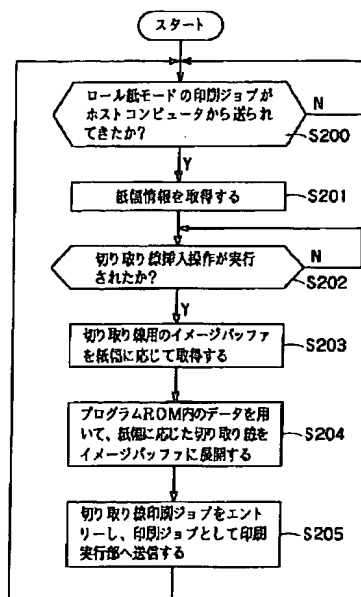 スタート
ロール紙モードの印刷ジョブが
ホストコンピュータから送られ
てきたか?
N
S200
Y
紙幅情報を取得する
S201
切り取り線挿入操作が実行
されたか?
N
S202
Y
切り取り線用のイメージバッファ
を紙幅に応じて取得する
S203
プログラムROM内のデータを用
いて、紙幅に応じた切り取り線を
イメージバッファに展開する
S204
切り取り線印刷ジョブをエント
リーし、印刷ジョブとして印刷
実行部へ送信する
S205